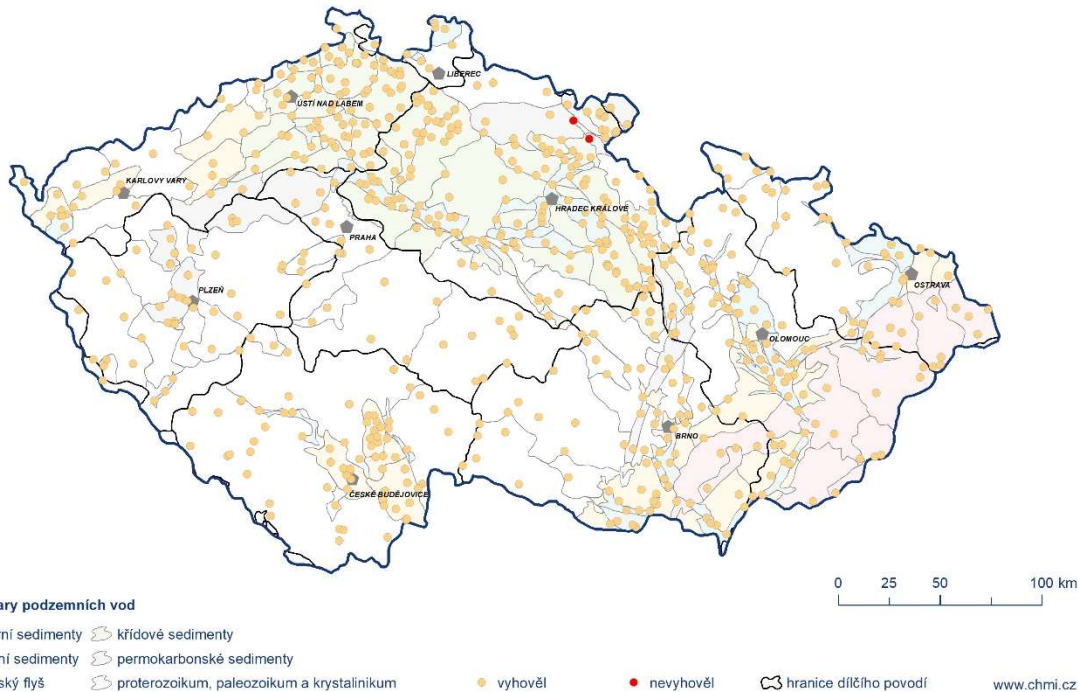 LIBEREC
ÚSTÍ NAD LABEM
KARLOVY VARY
HRADEC KRÁLOVÉ
PRAHA
PLZEŇ
OSTRAVA
OLOMOUC
BRNO
ČESKÉ BUDĚJOVICE
0 25 50 100 km
ary podzemních vod
rní sedimenty křídové sedimenty
ní sedimenty permokarbonské sedimenty
ský flyš proterozoikum, paleozoikum a krystalinikum vyhověl nevyhověl hranice dílčího povodí www.chmi.cz